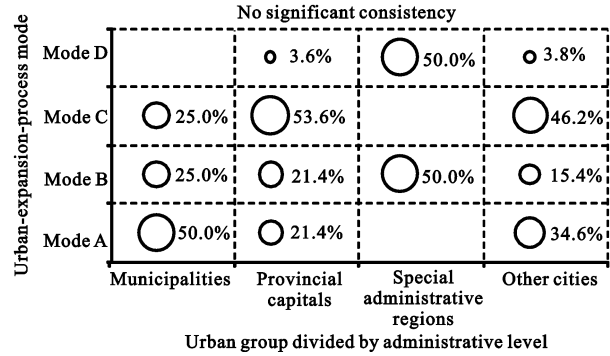 No significant consistency
Urban-expansion-process mode
Mode D
3.6%
50.0%
3.8%
Mode C
25.0%
53.6%
46.2%
Mode B
25.0%
21.4%
50.0%
15.4%
Mode A
50.0%
21.4%
34.6%
Municipalities
Provincial
capitals
Special
administrative
regions
Other cities
Urban group divided by administrative level